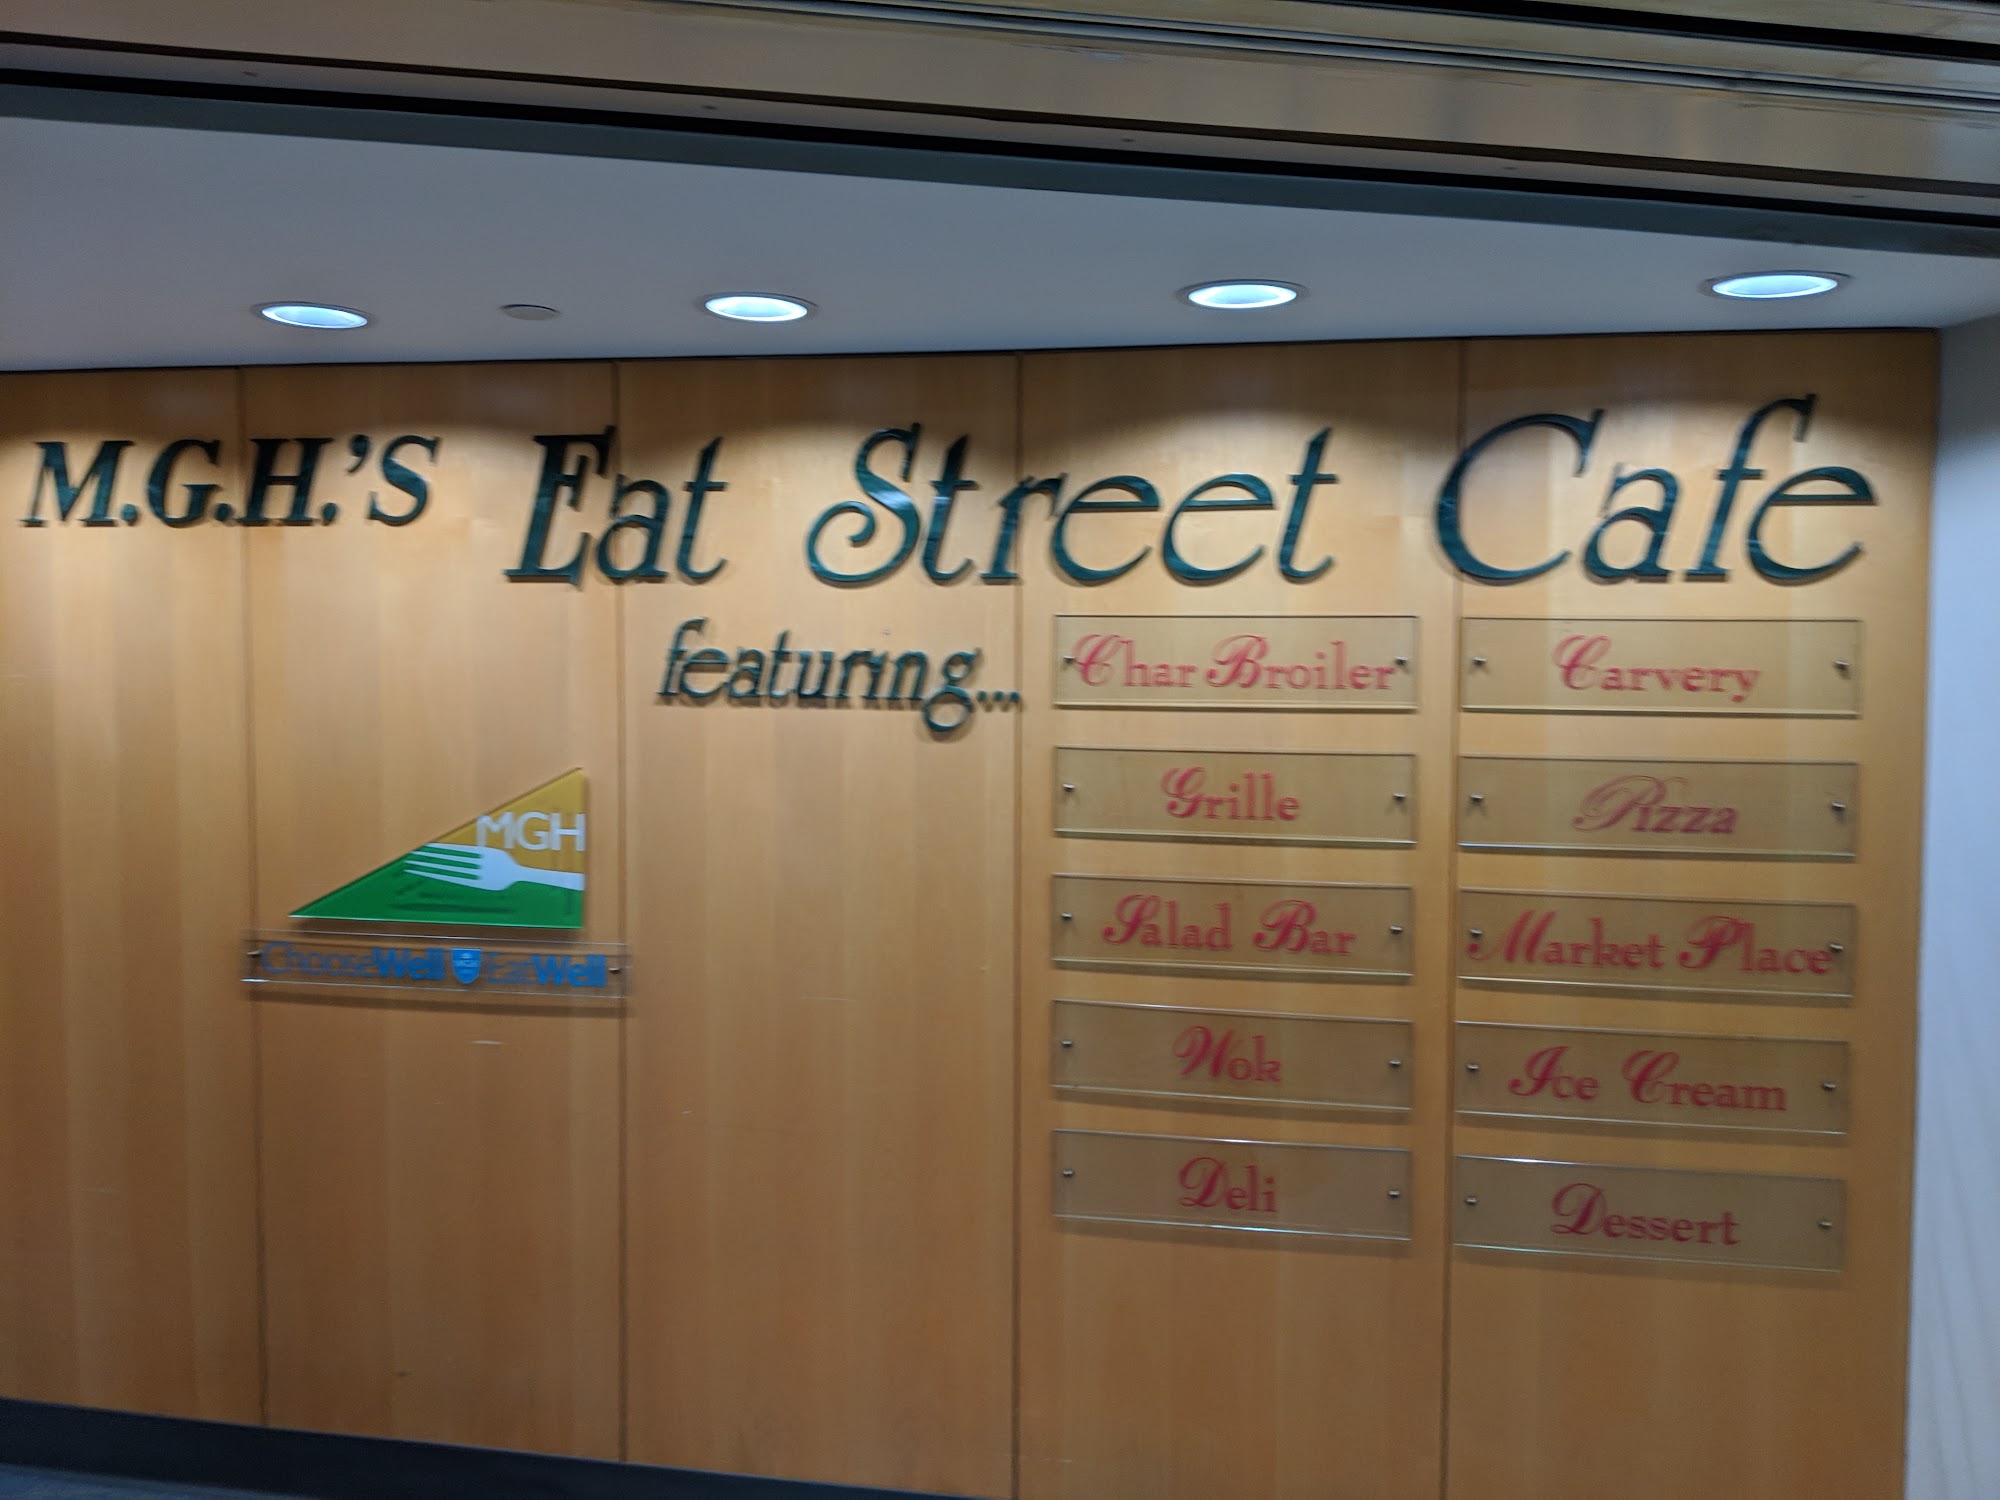 M.G.H.'S Eat Street Cafe
featuring...
Char Broiler
Carvery
Grille
Pizza
Salad Bar
Market Place
Wok
Ice Cream
Deli
Dessert
MGH
ChooseWell EatWell